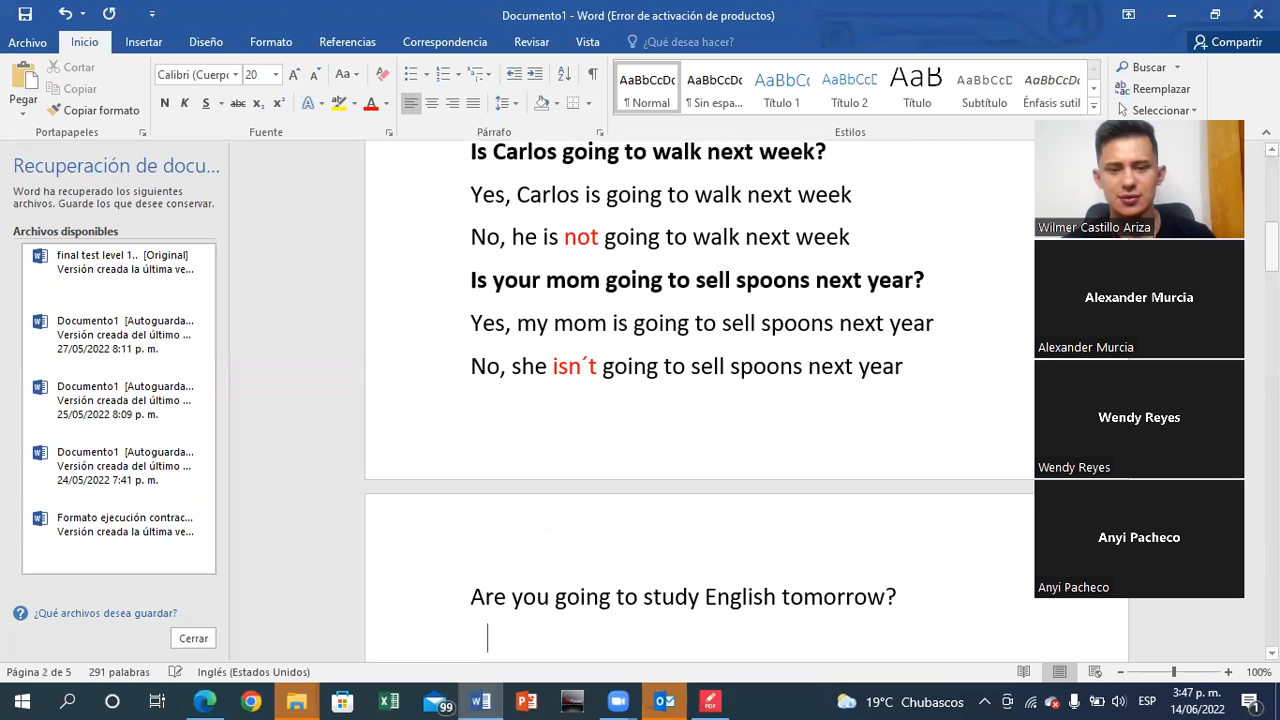 Documento1 - Word (Error de activación de productos)
Archivo Inicio Insertar Diseño Formato Referencias Correspondencia Revisar Vista ¿Qué desea hacer? Compartir
Pegar
Cortar
Copiar
Copiar formato
Portapapeles
Calibri (Cuerpo 20
Fuente
Párrafo
AaBbCcDc AaBbCcDc AaBbCc AaBbCcD AaB AaBbCcD AaBbCcDc
¶ Normal ¶ Sin espa... Título 1 Título 2 Título Subtítulo Énfasis sutil
Estilos
Buscar
Reemplazar
Seleccionar
Recuperación de docu...
Word ha recuperado los siguientes
archivos. Guarde los que desee conservar.
Archivos disponibles
final test level 1.. [Original]
Versión creada la última ve...
Documento1 [Autoguarda...
Versión creada del último ...
27/05/2022 8:11 p. m.
Documento1 [Autoguarda...
Versión creada del último ...
25/05/2022 8:09 p. m.
Documento1 [Autoguarda...
Versión creada del último ...
24/05/2022 7:41 p. m.
Formato ejecución contrac...
Versión creada la última ve...
¿Qué archivos desea guardar?
Cerrar
Is Carlos going to walk next week?
Yes, Carlos is going to walk next week
No, he is not going to walk next week
Is your mom going to sell spoons next year?
Yes, my mom is going to sell spoons next year
No, she isn´t going to sell spoons next year
Are you going to study English tomorrow?
Wilmer Castillo Ariza
Alexander Murcia
Alexander Murcia
Wendy Reyes
Wendy Reyes
Anyi Pacheco
Anyi Pacheco
Página 2 de 5 291 palabras Inglés (Estados Unidos) 100%
99 19°C Chubascos ESP 3:47 p. m.
14/06/2022 1